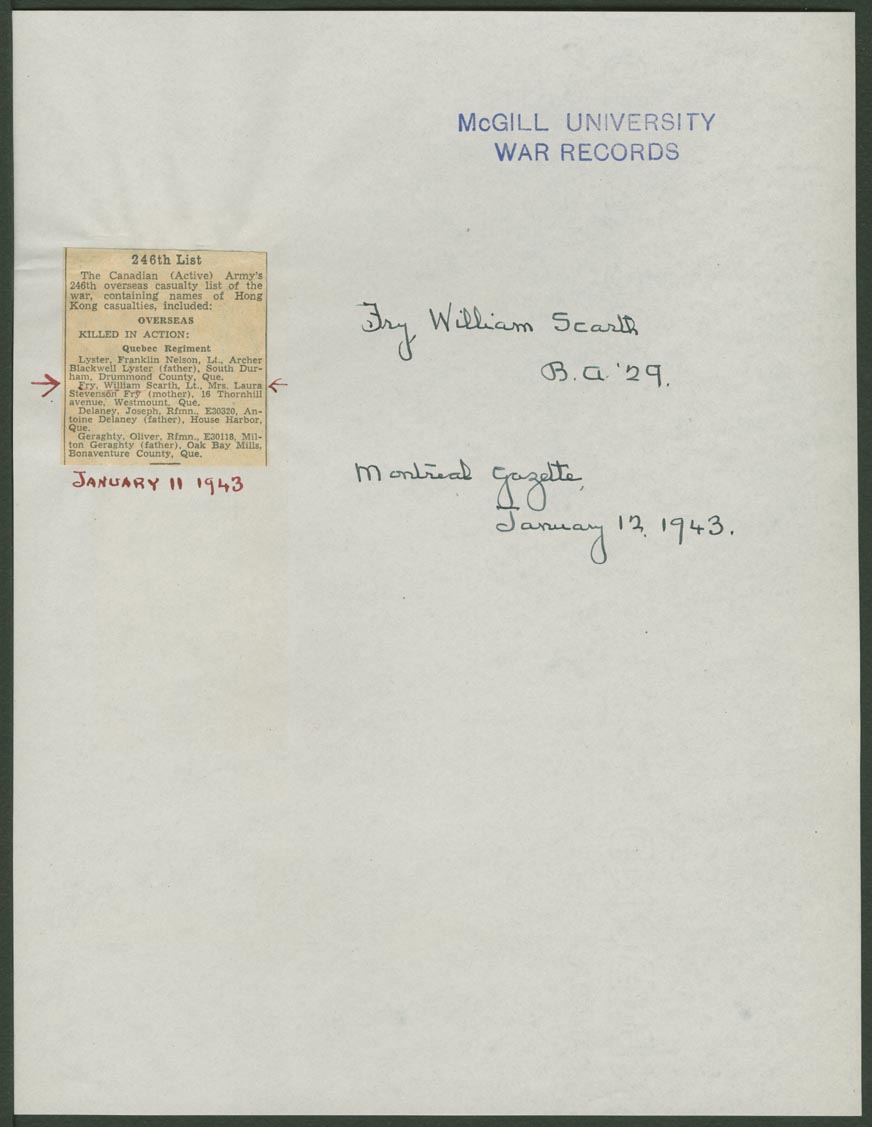 McGILL UNIVERSITY
WAR RECORDS
246th List
The Canadian (Active) Army's
246th overseas casualty list of the
war, containing names of Hong
Kong casualties, included:
OVERSEAS
KILLED IN ACTION:
Quebec Regiment
Lyster, Franklin Nelson, Lt., Archer
Blackwell Lyster (father), South Dur-
ham, Drummond County, Que.
Fry, William Scarth, Lt., Mrs. Laura
Stevenson Fry (mother), 16 Thornhill
avenue, Westmount, Que.
Delaney, Joseph, Rfmn., E30320, An-
toine Delaney (father), House Harbor,
Que.
Geraghty, Oliver, Rfmn., E30118, Mil-
ton Geraghty (father), Oak Bay Mills,
Bonaventure County, Que.
JANUARY 11 1943
Fry, William Scarth
B.A '29.
Montreal Gazette,
January 12, 1943.